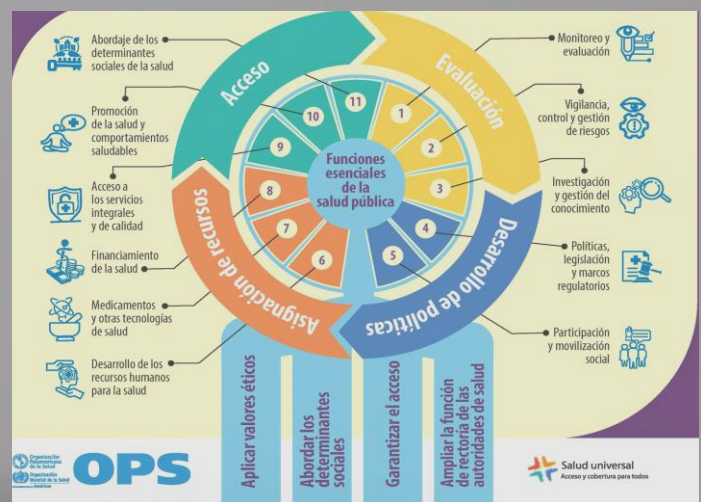 Abordaje de los
determinantes
sociales de la salud
Promoción
de la salud y
comportamientos
saludables
Acceso a
los servicios
integrales
y de calidad
Financiamiento
de la salud
Medicamentos
y otras tecnologías
de salud
Desarrollo de los
recursos humanos
para la salud
Acceso
Evaluación
Desarrollo de políticas
Asignación de recursos
11
10
9
8
7
6
1
2
3
4
5
Funciones
esenciales
de la
salud pública
Monitoreo y
evaluación
Vigilancia,
control y gestión
de riesgos
Investigación
y gestión del
conocimiento
Políticas,
legislación
y marcos
regulatorios
Participación
y movilización
social
Aplicar valores éticos
Abordar los
determinantes
sociales
Garantizar el acceso
Ampliar la función
de rectoría de las
autoridades de salud
Organización
Panamericana
de la Salud
Organización
Mundial de la Salud
OPS
Salud universal
Acceso y cobertura para todos